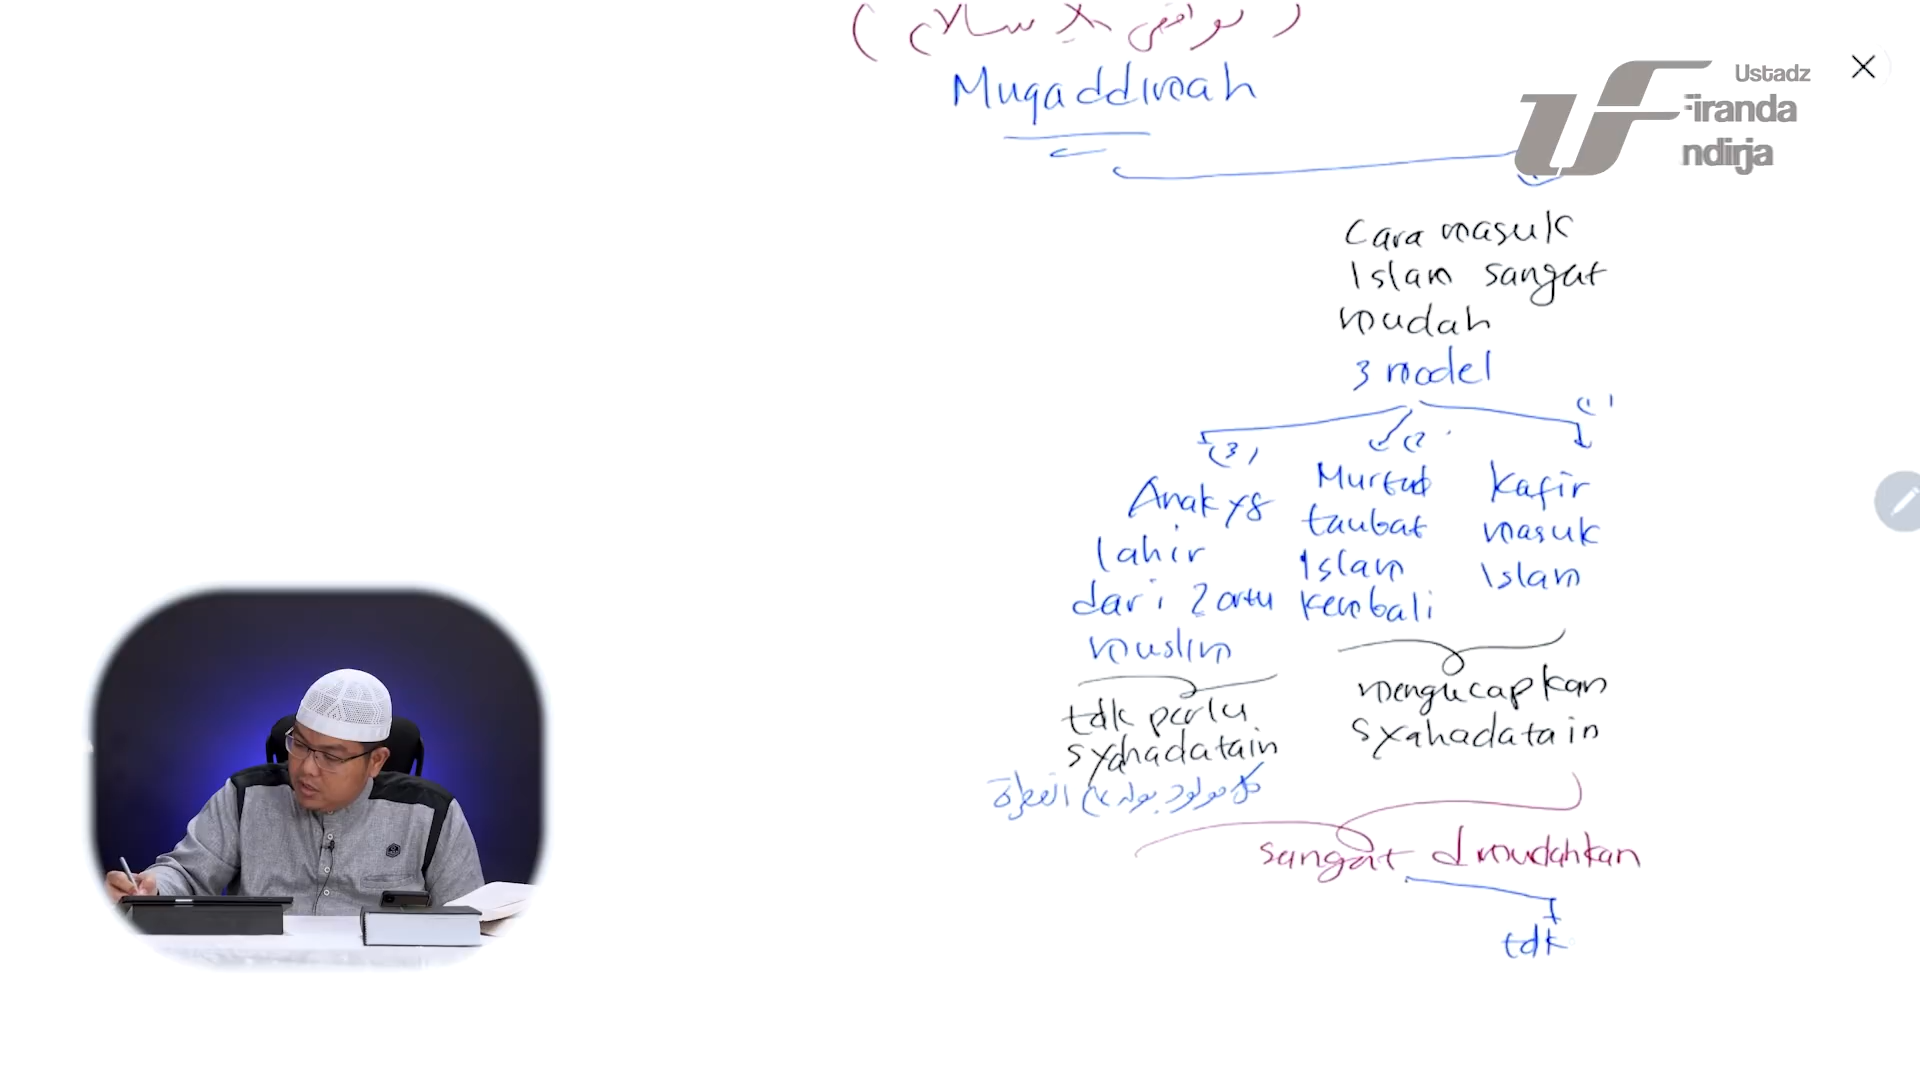 ( نواقض الإسلام )
Muqaddimah
Ustadz
Firanda
ndirja
Cara masuk
Islam sangat
mudah
3 model
(1)
Kafir
masuk
Islam
(2)
Murtad
taubat
Islam
kembali
mengucapkan
syahadatain
(3)
Anak yg
lahir
dari 2 ortu
muslim
tdk perlu
syahadatain
كل مولود يولد على الفطرة
sangat dmudahkan
tdk